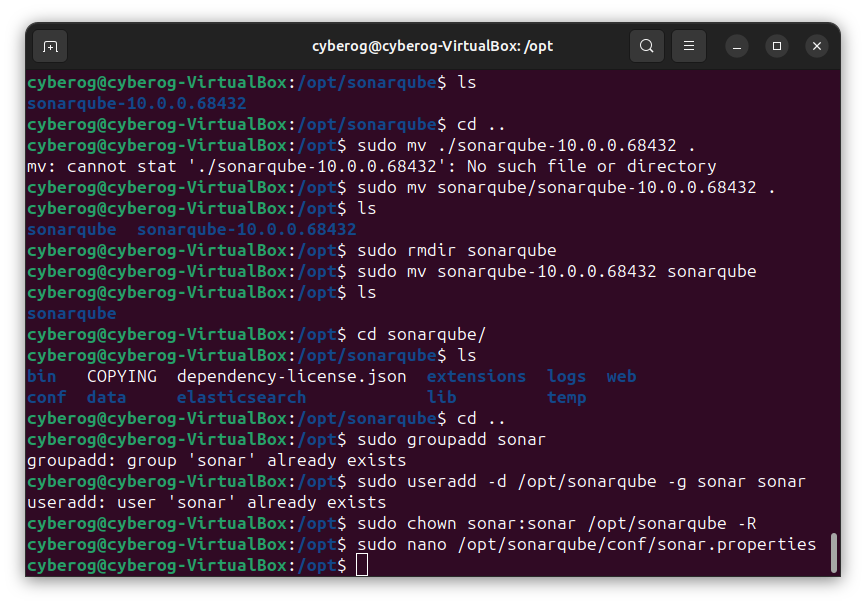 cyberog@cyberog-VirtualBox: /opt
cyberog@cyberog-VirtualBox:/opt/sonarqube$ ls
sonarqube-10.0.0.68432
cyberog@cyberog-VirtualBox:/opt/sonarqube$ cd ..
cyberog@cyberog-VirtualBox:/opt$ sudo mv ./sonarqube-10.0.0.68432 .
mv: cannot stat './sonarqube-10.0.0.68432': No such file or directory
cyberog@cyberog-VirtualBox:/opt$ sudo mv sonarqube/sonarqube-10.0.0.68432 .
cyberog@cyberog-VirtualBox:/opt$ ls
sonarqube  sonarqube-10.0.0.68432
cyberog@cyberog-VirtualBox:/opt$ sudo rmdir sonarqube
cyberog@cyberog-VirtualBox:/opt$ sudo mv sonarqube-10.0.0.68432 sonarqube
cyberog@cyberog-VirtualBox:/opt$ ls
sonarqube
cyberog@cyberog-VirtualBox:/opt$ cd sonarqube/
cyberog@cyberog-VirtualBox:/opt/sonarqube$ ls
bin   COPYING  dependency-license.json  extensions  logs  web
conf  data     elasticsearch            lib         temp
cyberog@cyberog-VirtualBox:/opt/sonarqube$ cd ..
cyberog@cyberog-VirtualBox:/opt$ sudo groupadd sonar
groupadd: group 'sonar' already exists
cyberog@cyberog-VirtualBox:/opt$ sudo useradd -d /opt/sonarqube -g sonar sonar
useradd: user 'sonar' already exists
cyberog@cyberog-VirtualBox:/opt$ sudo chown sonar:sonar /opt/sonarqube -R
cyberog@cyberog-VirtualBox:/opt$ sudo nano /opt/sonarqube/conf/sonar.properties
cyberog@cyberog-VirtualBox:/opt$